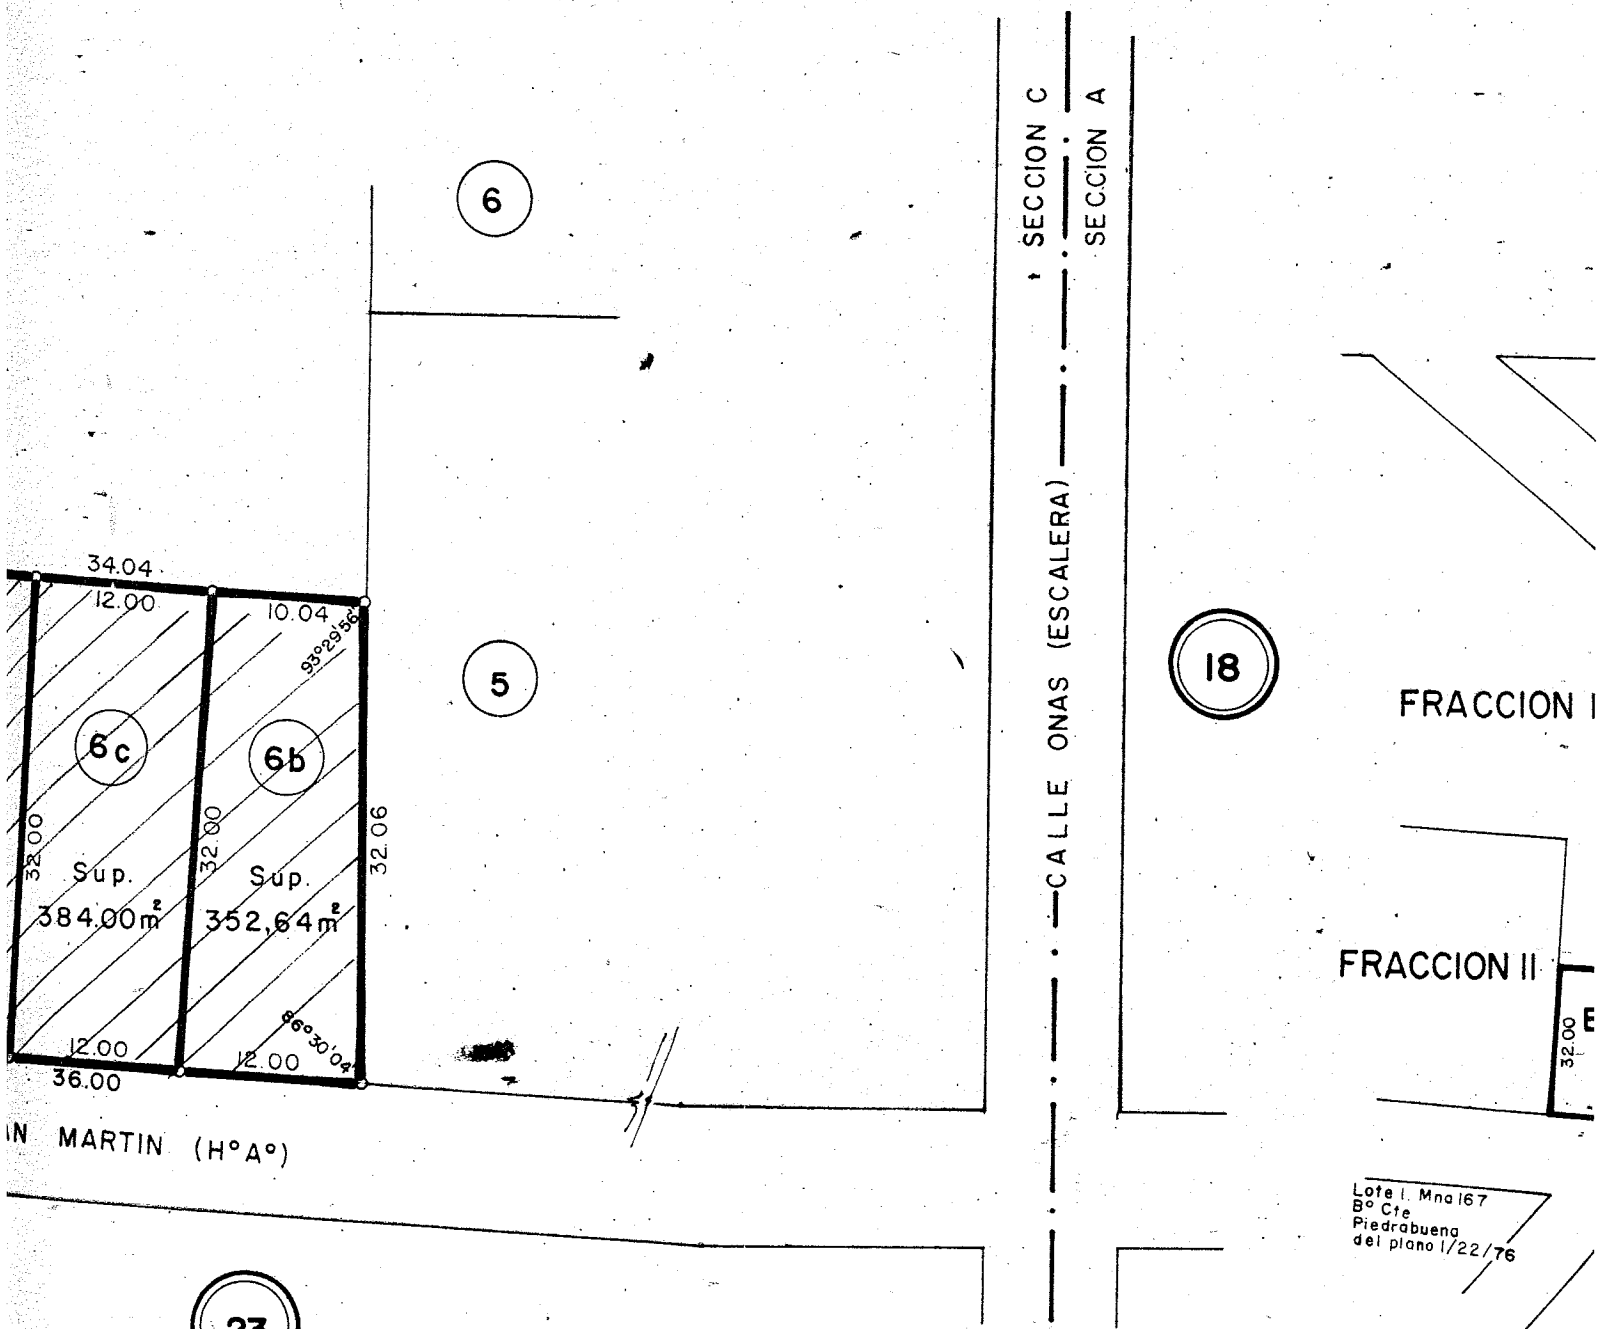 SECCION C
SECCION A
6
34.04
12.00
10.04
93°29'56"
5
CALLE ONAS (ESCALERA)
18
FRACCION I
6c
6b
32.00
32.00
32.06
Sup.
384.00m²
Sup.
352,64m²
FRACCION II
32.00
E
86°30'04"
12.00
12.00
36.00
MARTIN (H°A°)
Lote 1. Mna 167
B° Cte
Piedrabuena
del plano 1/22/76
23